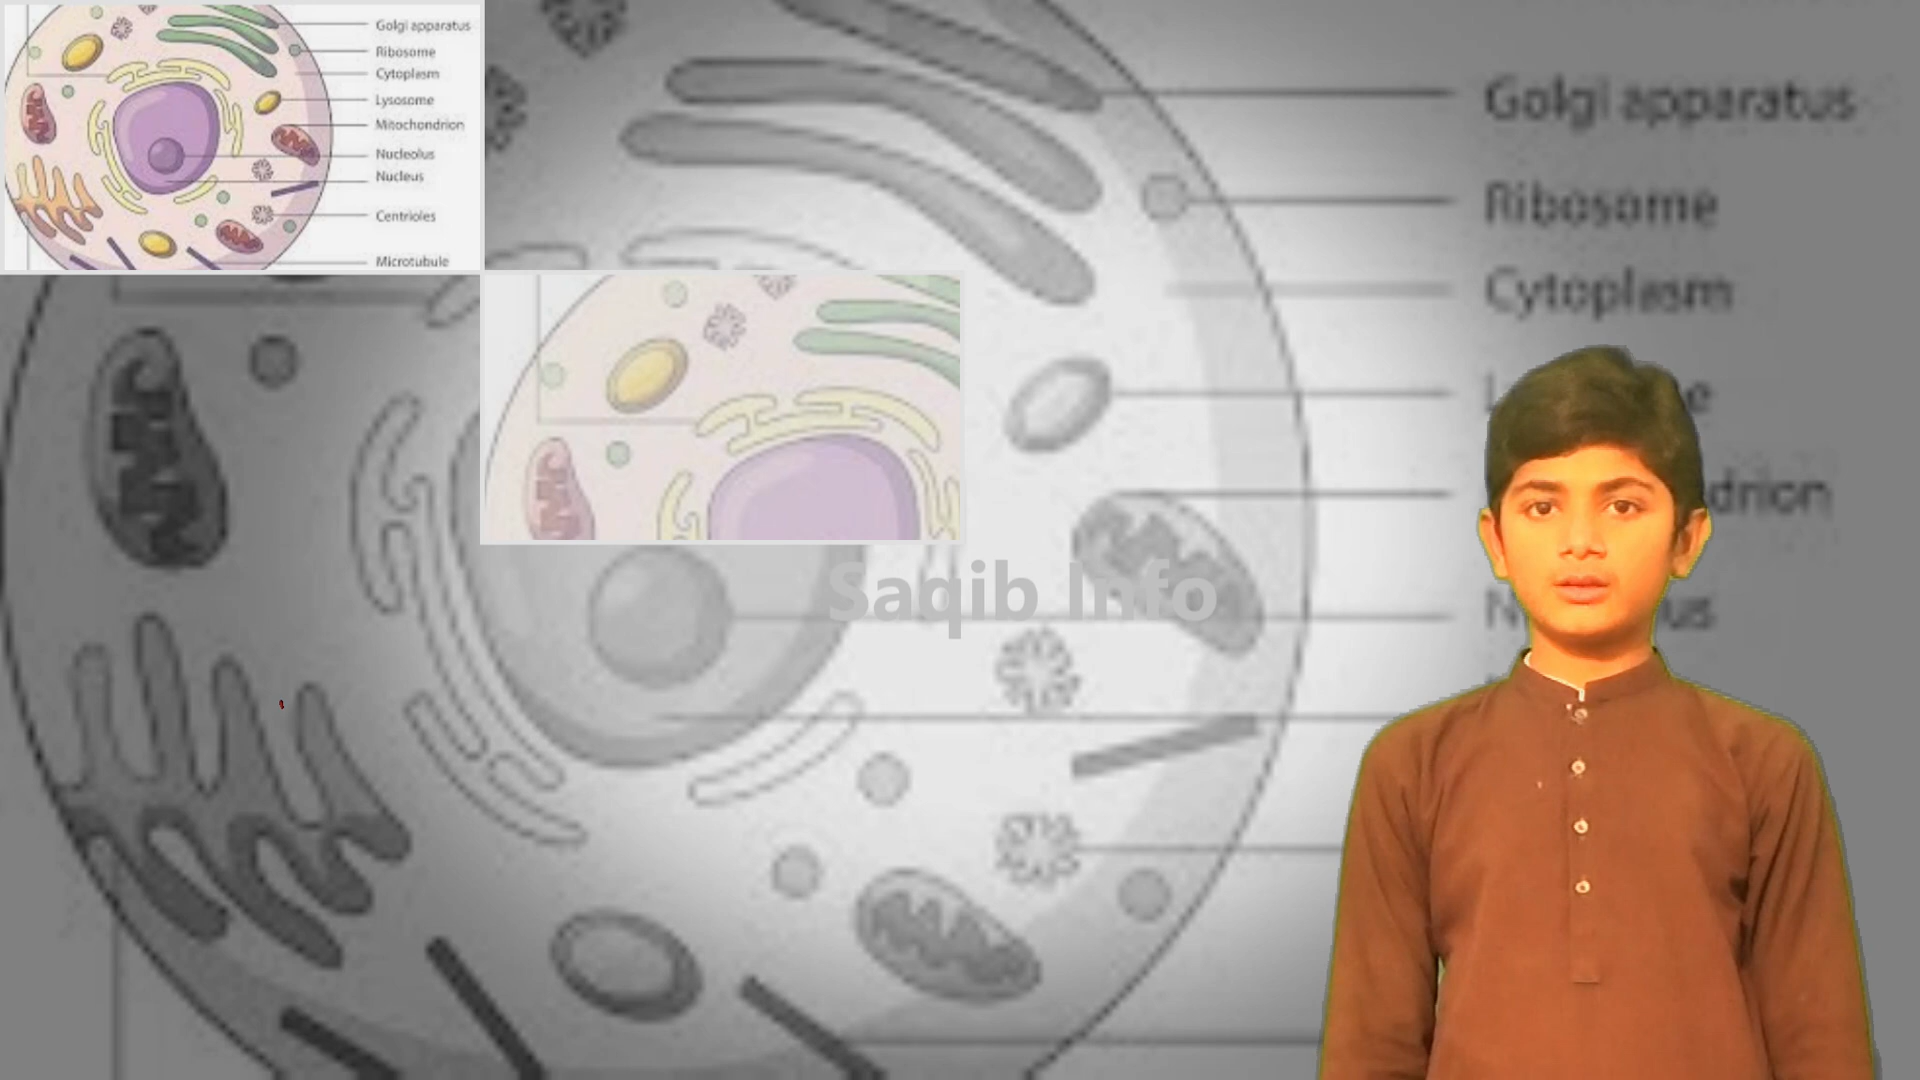 Golgi apparatus
Ribosome
Cytoplasm
Lysosome
Mitochondrion
Nucleolus
Nucleus
Centrioles
Microtubule
Golgi apparatus
Ribosome
Cytoplasm
Saqib Info